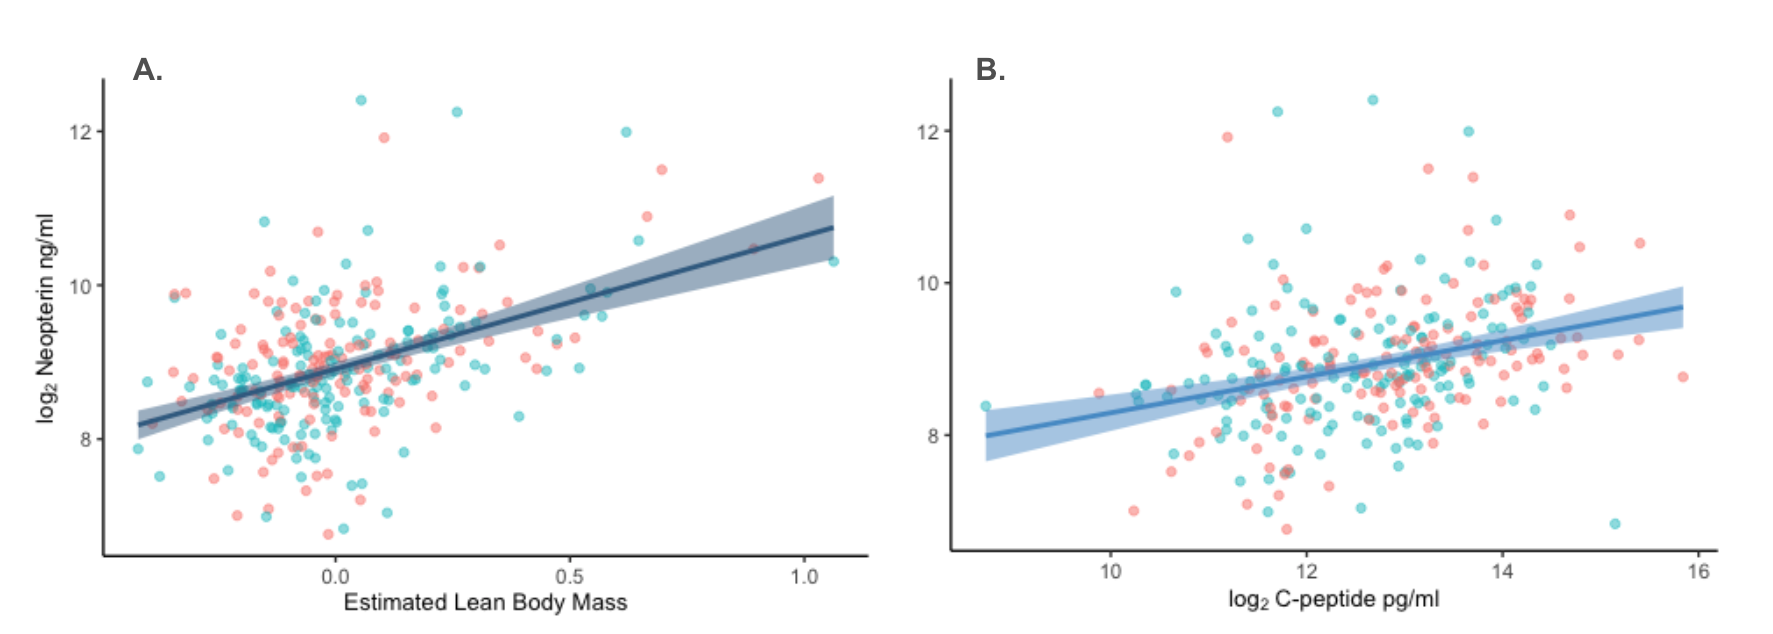 A.
log₂ Neopterin ng/ml
12
10
8
0.0 0.5 1.0
Estimated Lean Body Mass
B.
12
10
8
10 12 14 16
log₂ C-peptide pg/ml